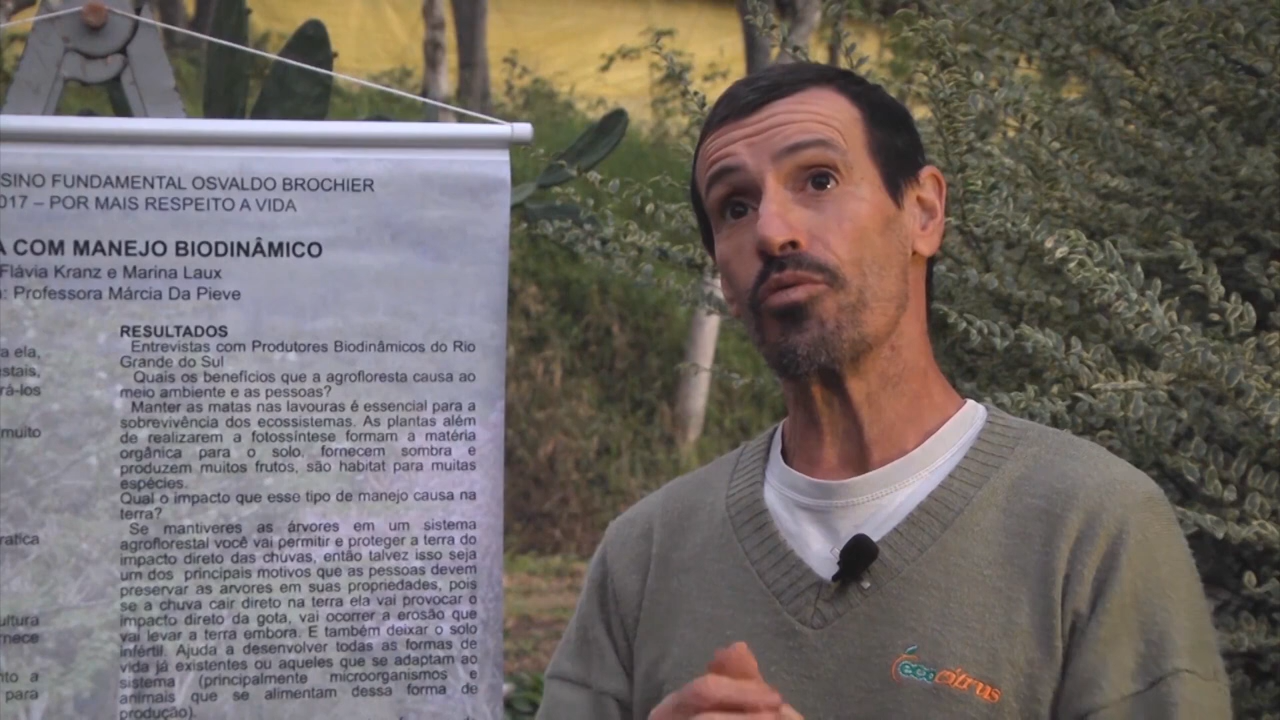 SINO FUNDAMENTAL OSVALDO BROCHIER
017 – POR MAIS RESPEITO A VIDA
A COM MANEJO BIODINÂMICO
Flávia Kranz e Marina Laux
: Professora Márcia Da Pieve
a ela,
estais,
rá-los
muito
ratica
ultura
rnece
nto a
para
RESULTADOS
Entrevistas com Produtores Biodinâmicos do Rio
Grande do Sul
Quais os benefícios que a agrofloresta causa ao
meio ambiente e as pessoas?
Manter as matas nas lavouras é essencial para a
sobrevivência dos ecossistemas. As plantas além
de realizarem a fotossíntese formam a matéria
orgânica para o solo, fornecem sombra e
produzem muitos frutos, são habitat para muitas
espécies.
Qual o impacto que esse tipo de manejo causa na
terra?
Se mantiveres as árvores em um sistema
agroflorestal você vai permitir e proteger a terra do
impacto direto das chuvas, então talvez isso seja
um dos principais motivos que as pessoas devem
preservar as arvores em suas propriedades, pois
se a chuva cair direto na terra ela vai provocar o
impacto direto da gota, vai ocorrer a erosão que
vai levar a terra embora. E também deixar o solo
infértil. Ajuda a desenvolver todas as formas de
vida já existentes ou aqueles que se adaptam ao
sistema (principalmente microorganismos e
animais que se alimentam dessa forma de
produção).
ecocitrus